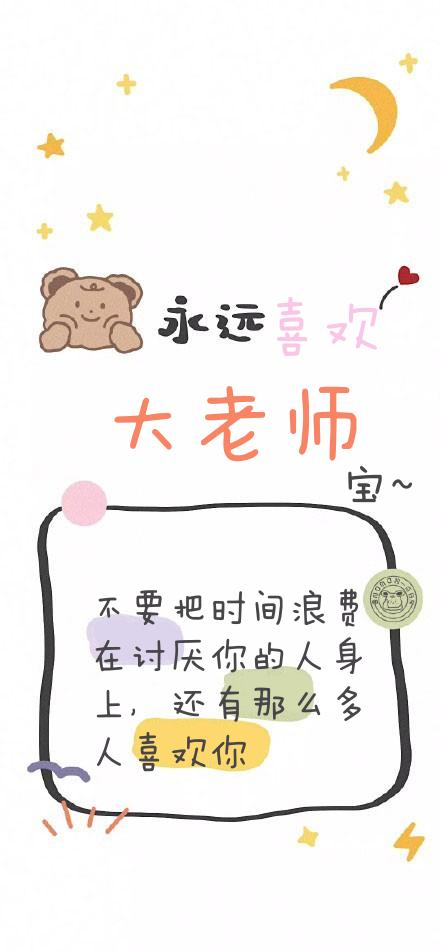 永远喜欢
大老师
宝~
不要把时间浪费
在讨厌你的人身
上，还有那么多
人喜欢你